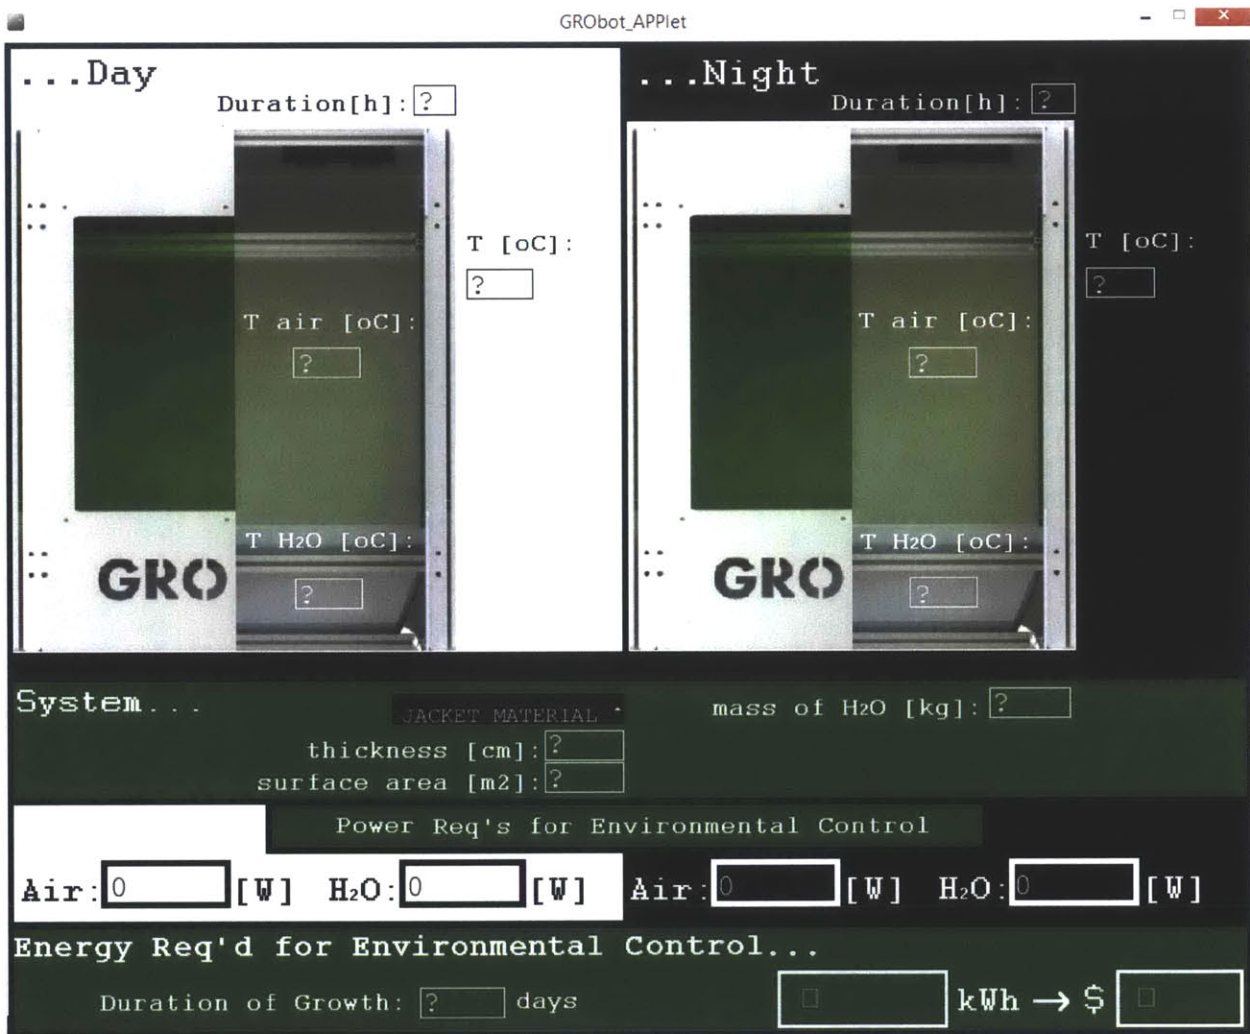 GRObot_APPlet
...Day
Duration[h]: ?
T [oC]:
?
T air [oC]:
?
T H2O [oC]:
?
GRO
...Night
Duration[h]: ?
T [oC]:
?
T air [oC]:
?
T H2O [oC]:
?
GRO
System...
JACKET MATERIAL
mass of H2O [kg]: ?
thickness [cm]: ?
surface area [m2]: ?
Power Req's for Environmental Control
Air: 0 [W] H2O: 0 [W] Air: 0 [W] H2O: 0 [W]
Energy Req'd for Environmental Control...
Duration of Growth: ? days kWh → $